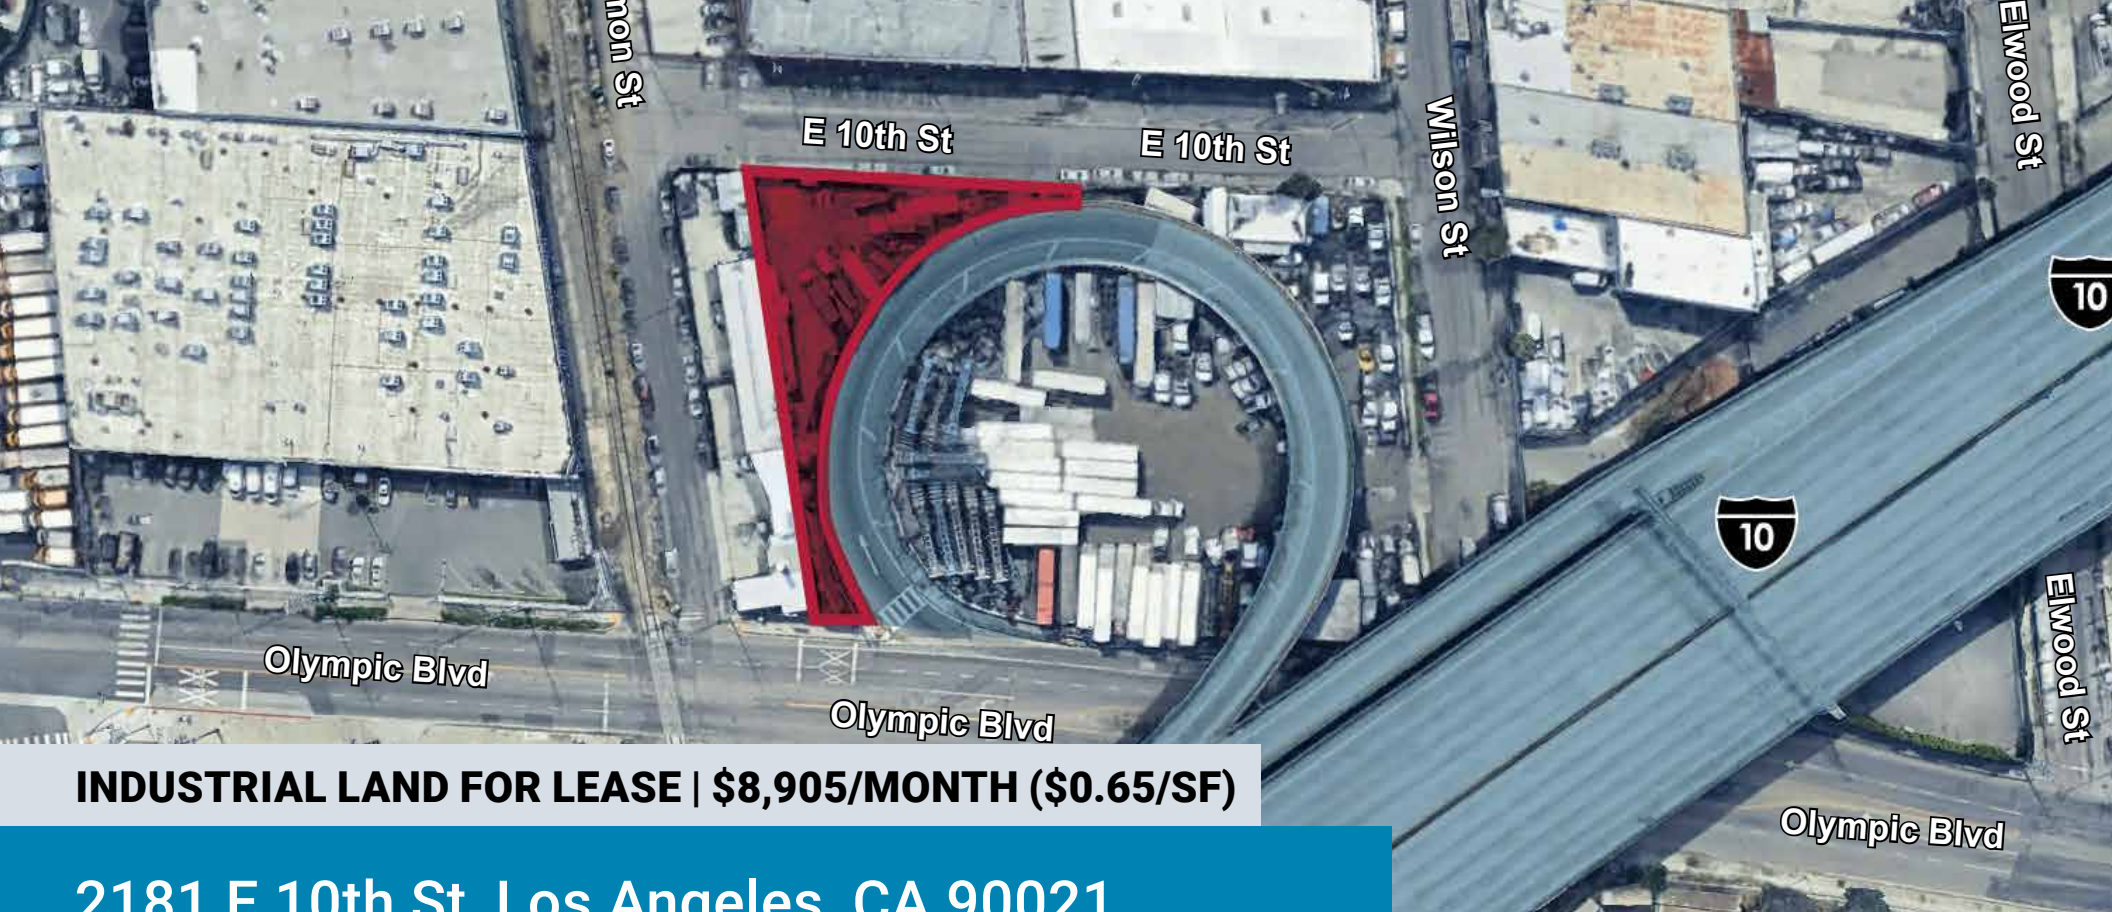 Elwood St
E 10th St
E 10th St
Wilson St
10
10
Olympic Blvd
Olympic Blvd
Elwood St
Olympic Blvd
INDUSTRIAL LAND FOR LEASE | $8,905/MONTH ($0.65/SF)
2181 E 10th St, Los Angeles, CA 90021